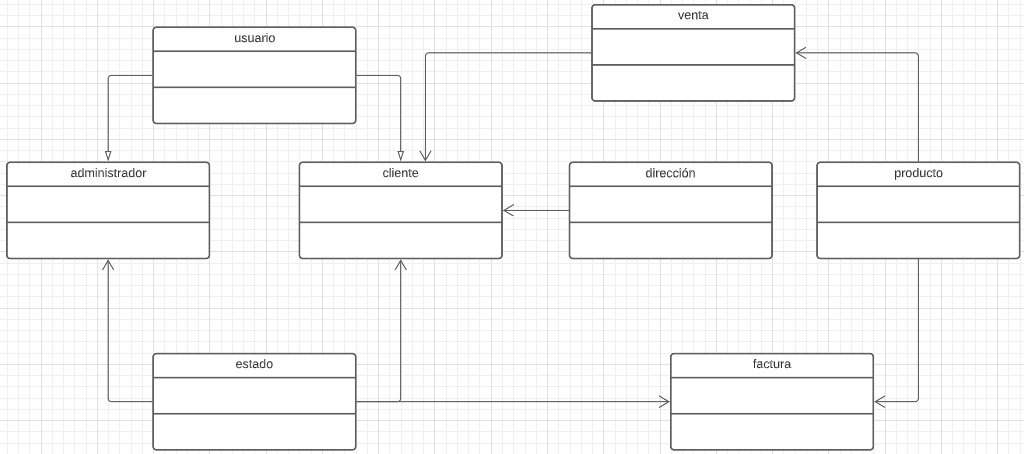 venta
usuario
administrador
cliente
dirección
producto
estado
factura